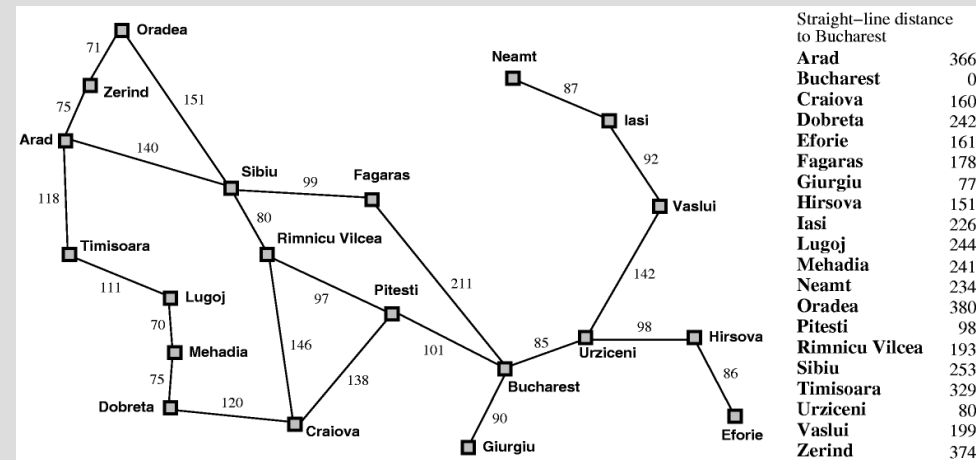 Oradea
71
Neamt
Zerind
87
75
151
Iasi
Arad
140
92
Sibiu
99
Fagaras
118
80
Vaslui
Timisoara
Rimnicu Vilcea
142
111
211
Lugoj
97
Pitesti
70
98
Hirsova
Mehadia
146
101
85
Urziceni
75
138
86
Bucharest
Dobreta
120
90
Craiova
Eforie
Giurgiu
Straight−line distance
to Bucharest
Arad 366
Bucharest 0
Craiova 160
Dobreta 242
Eforie 161
Fagaras 178
Giurgiu 77
Hirsova 151
Iasi 226
Lugoj 244
Mehadia 241
Neamt 234
Oradea 380
Pitesti 98
Rimnicu Vilcea 193
Sibiu 253
Timisoara 329
Urziceni 80
Vaslui 199
Zerind 374